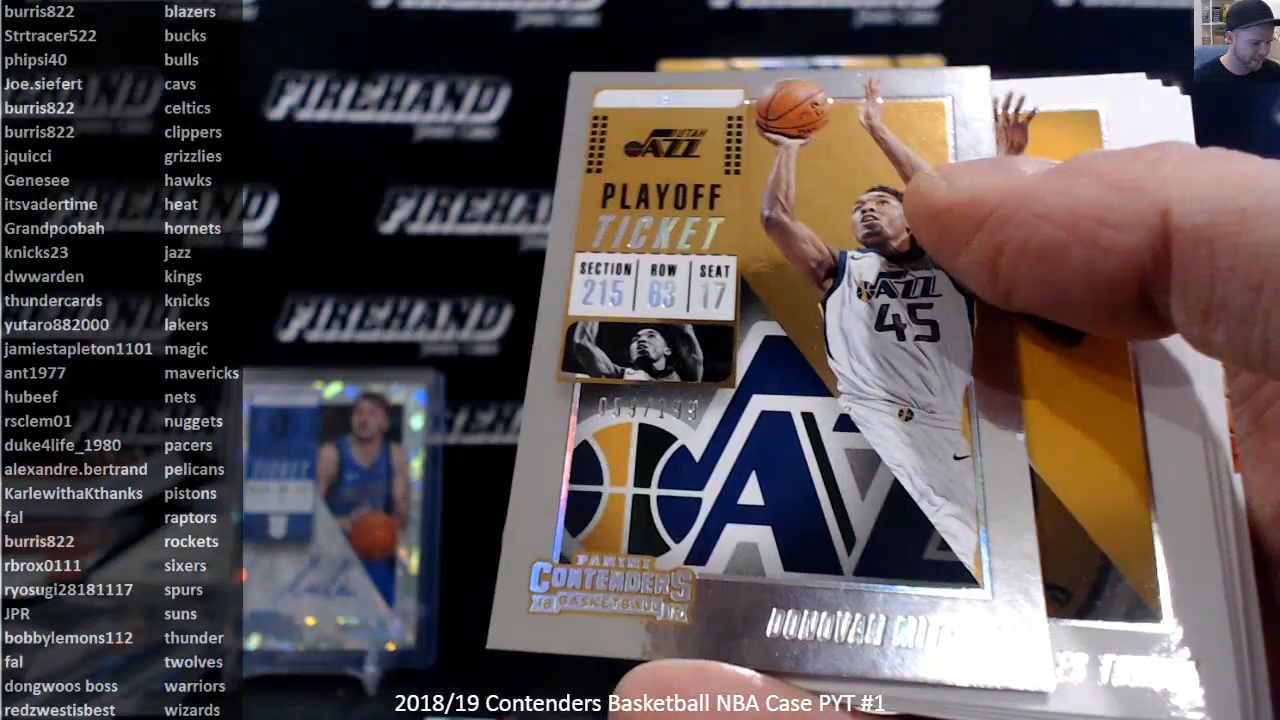 burris822 blazers
Strtracer522 bucks
phipsi40 bulls
Joe.siefert cavs
burris822 celtics
burris822 clippers
jquicci grizzlies
Genesee hawks
itsvadertime heat
Grandpoobah hornets
knicks23 jazz
dwwarden kings
thundercards knicks
yutaro882000 lakers
jamiestapleton1101 magic
ant1977 mavericks
hubeef nets
rsclem01 nuggets
duke4life_1980 pacers
alexandre.bertrand pelicans
KarlewithaKthanks pistons
fal raptors
burris822 rockets
rbrox0111 sixers
ryosugi28181117 spurs
JPR suns
bobbylemons112 thunder
fal twolves
dongwoos boss warriors
redzwestisbest wizards
FIREHAND
FIREHAND
FIREHAND
UTAH
JAZZ
PLAYOFF
TICKET
SECTION ROW SEAT
215 63 17
JAZZ
45
PANINI
CONTENDERS
18 BASKETBALL 19
DONOVAN
TICKET
2018/19 Contenders Basketball NBA Case PYT #1